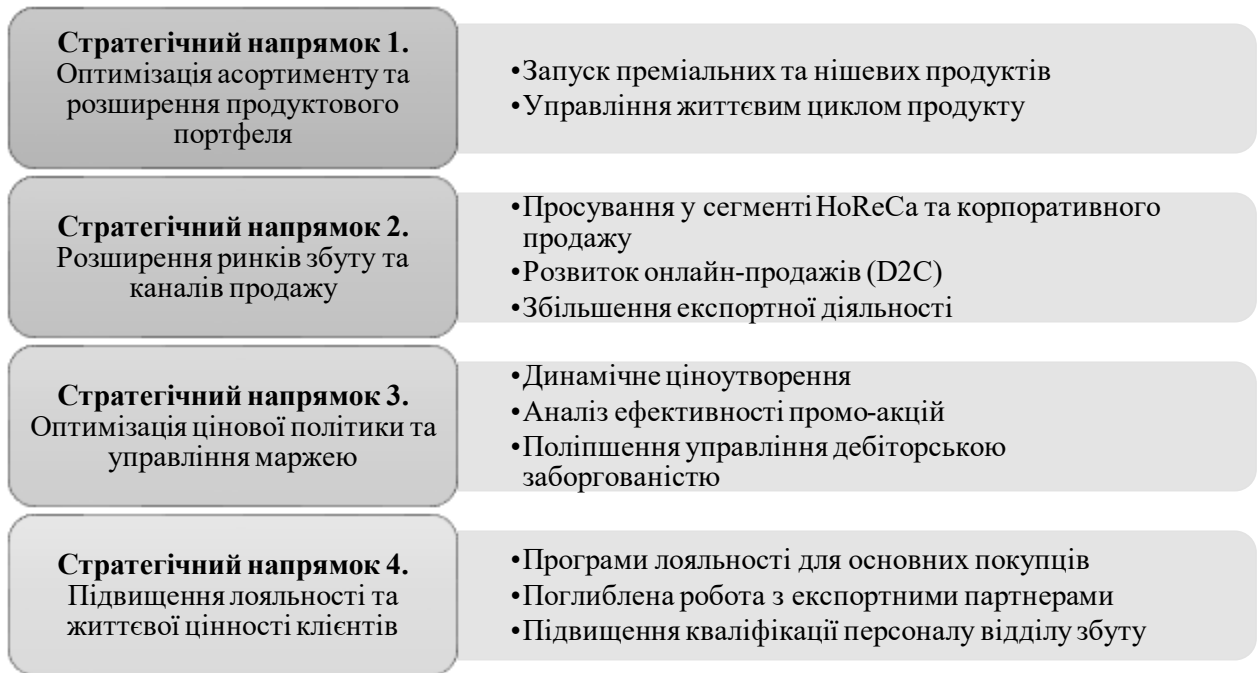 Стратегічний напрямок 1.
Оптимізація асортименту та
розширення продуктового
портфеля
•Запуск преміальних та нішевих продуктів
•Управління життєвим циклом продукту
Стратегічний напрямок 2.
Розширення ринків збуту та
каналів продажу
•Просування у сегменті HoReCa та корпоративного
продажу
•Розвиток онлайн-продажів (D2C)
•Збільшення експортної діяльності
Стратегічний напрямок 3.
Оптимізація цінової політики та
управління маржею
•Динамічне ціноутворення
•Аналіз ефективності промо-акцій
•Поліпшення управління дебіторською
заборгованістю
Стратегічний напрямок 4.
Підвищення лояльності та
життєвої цінності клієнтів
•Програми лояльності для основних покупців
•Поглиблена робота з експортними партнерами
•Підвищення кваліфікації персоналу відділу збуту